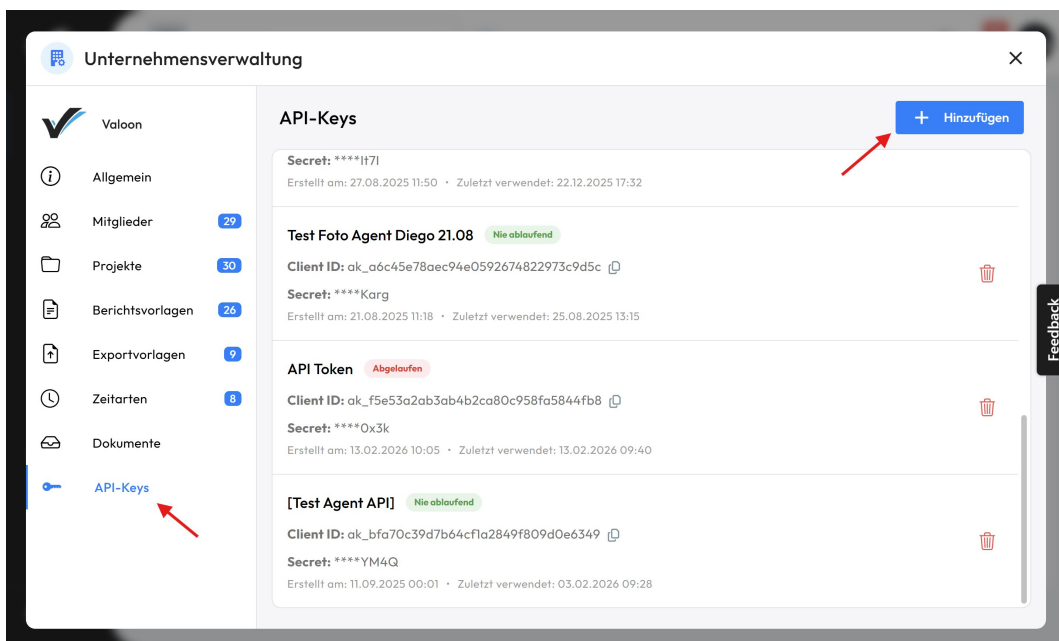 Unternehmensverwaltung
Valoon
Allgemein
Mitglieder 29
Projekte 30
Berichtsvorlagen 26
Exportvorlagen 9
Zeitarten 8
Dokumente
API-Keys
API-Keys
+ Hinzufügen
Secret: ****It7I
Erstellt am: 27.08.2025 11:50 • Zuletzt verwendet: 22.12.2025 17:32
Test Foto Agent Diego 21.08 Nie ablaufend
Client ID: ak_a6c45e78aec94e0592674822973c9d5c
Secret: ****Karg
Erstellt am: 21.08.2025 11:18 • Zuletzt verwendet: 25.08.2025 13:15
API Token Abgelaufen
Client ID: ak_f5e53a2ab3ab4b2ca80c958fa5844fb8
Secret: ****0x3k
Erstellt am: 13.02.2026 10:05 • Zuletzt verwendet: 13.02.2026 09:40
[Test Agent API] Nie ablaufend
Client ID: ak_bfa70c39d7b64cf1a2849f809d0e6349
Secret: ****YM4Q
Erstellt am: 11.09.2025 00:01 • Zuletzt verwendet: 03.02.2026 09:28
Feedback